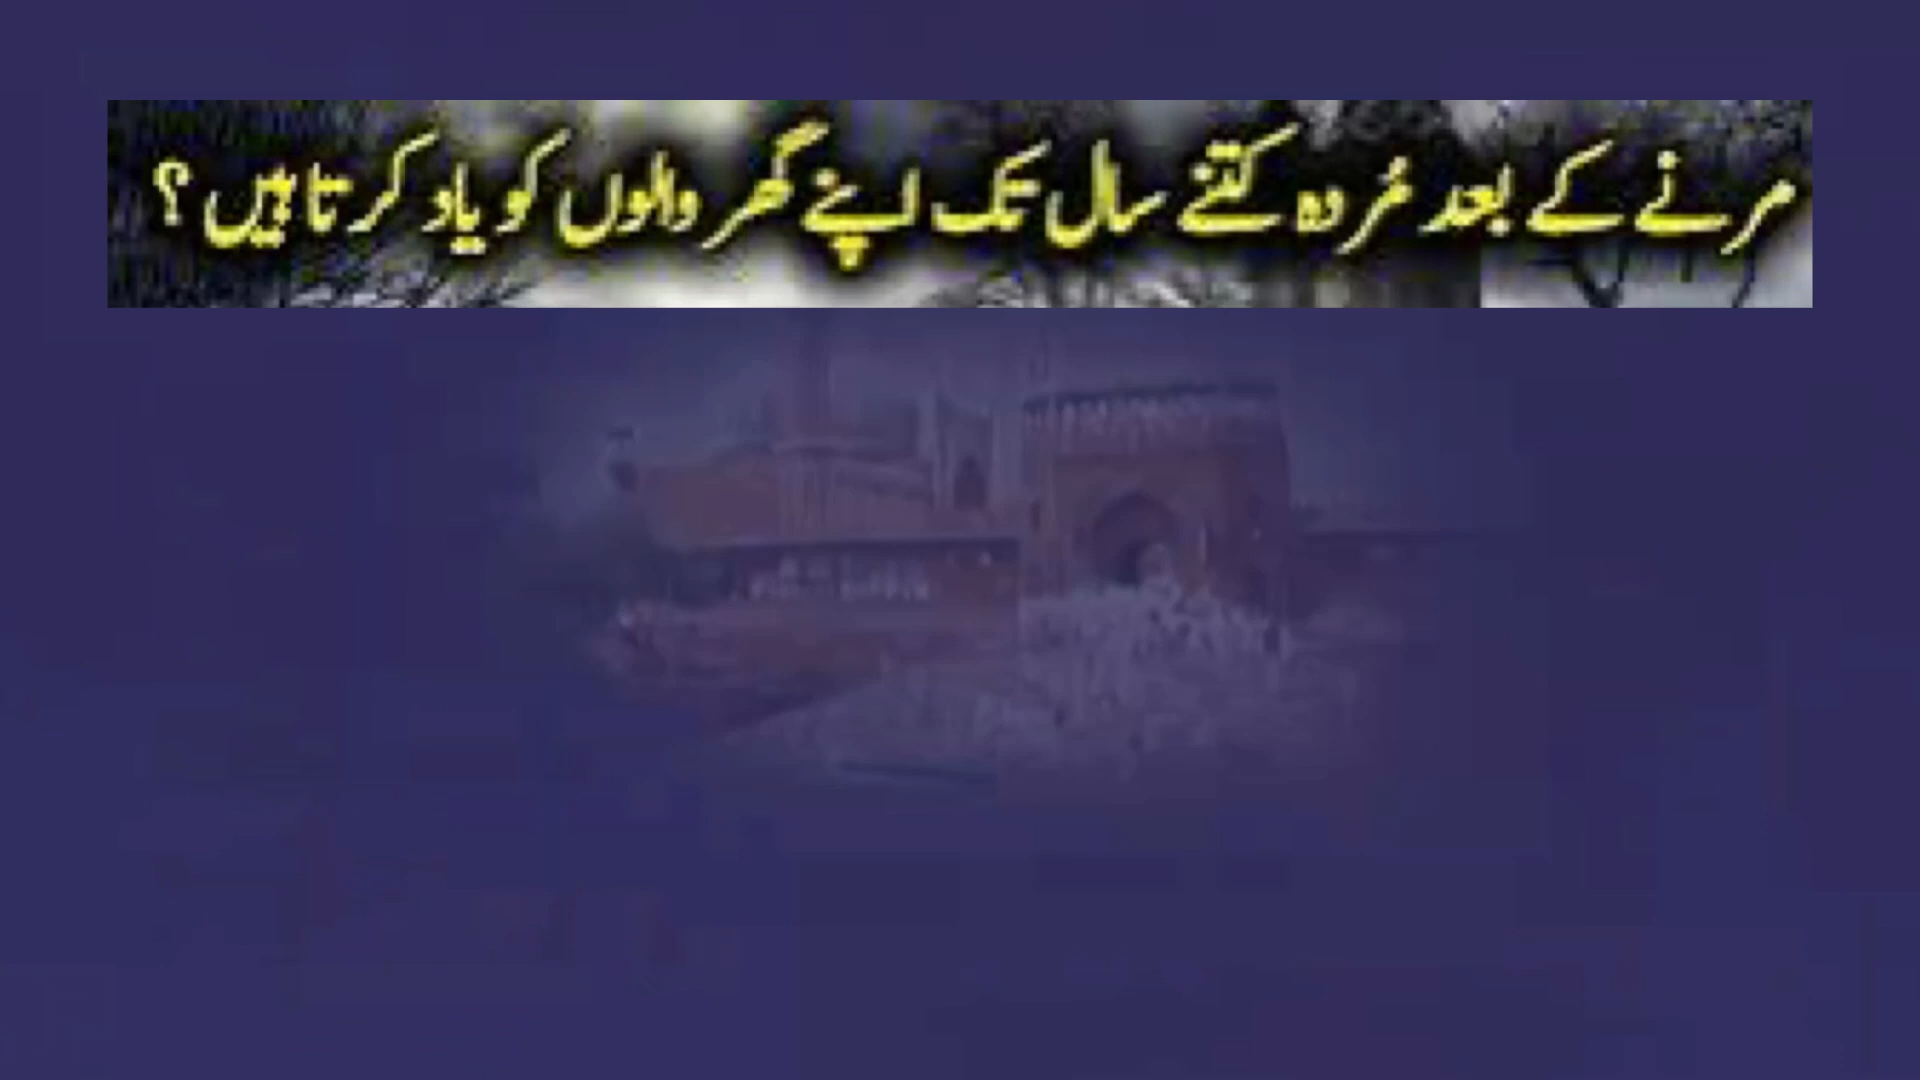 مرنے کے بعد مُردہ کتنے سال تک اپنے گھر والوں کو یاد کرتا ہیں ؟